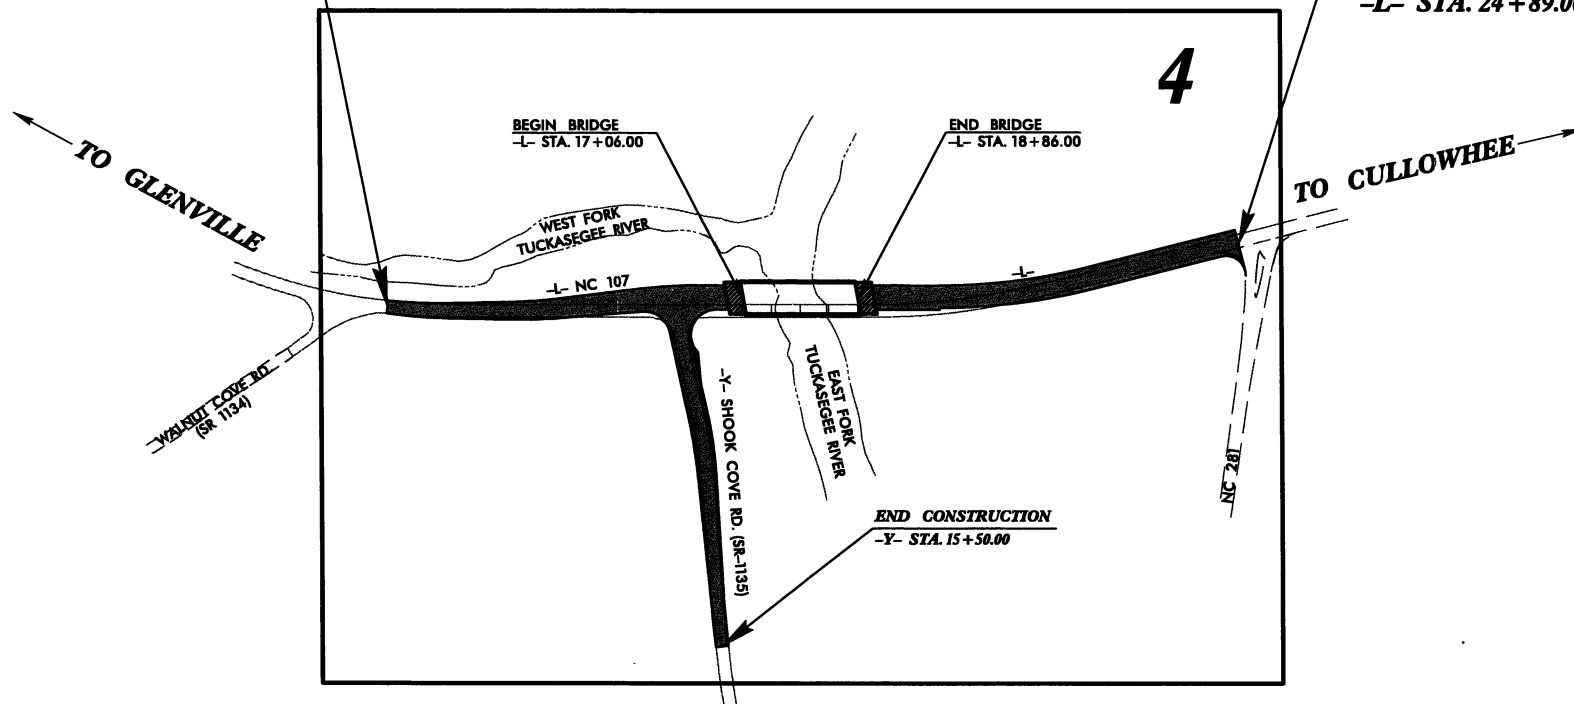 -L- STA. 24+89.00
4
BEGIN BRIDGE
-L- STA. 17+06.00
END BRIDGE
-L- STA. 18+86.00
TO GLENVILLE
TO CULLOWHEE
WEST FORK
TUCKASEGEE RIVER
-L- NC 107
-L-
WALNUT COVE RD.
(SR 1134)
-Y- SHOOK COVE RD. (SR-1135)
EAST FORK
TUCKASEGEE RIVER
NC 281
END CONSTRUCTION
-Y- STA. 15+50.00